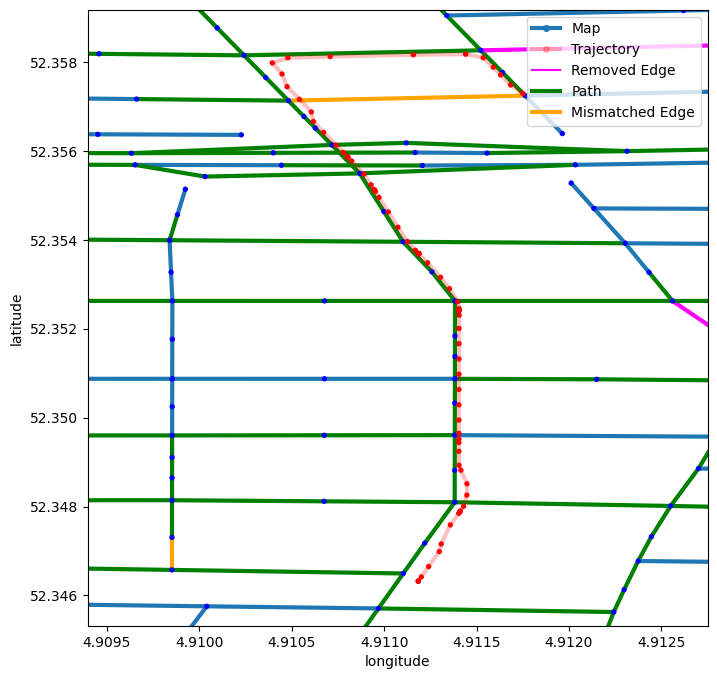 Map
Trajectory
Removed Edge
Path
Mismatched Edge
52.358
52.356
52.354
52.352
52.350
52.348
52.346
latitude
4.9095 4.9100 4.9105 4.9110 4.9115 4.9120 4.9125
longitude